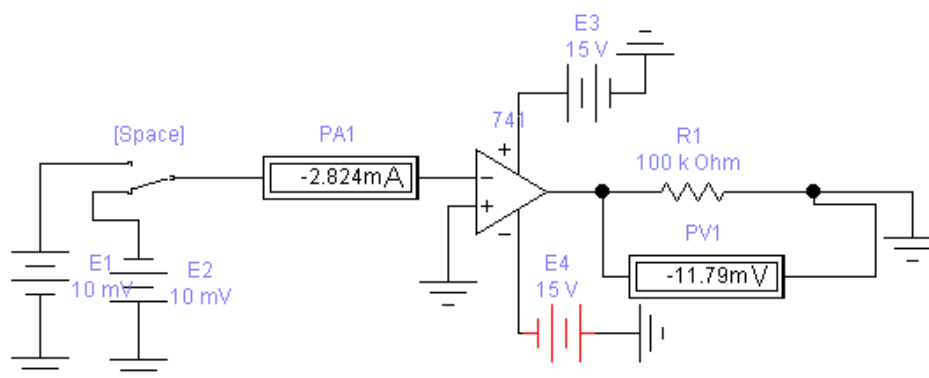 E3
15 V
741
[Space]
PA1
R1
100 k Ohm
-2.824mA
PV1
E1
10 mV
E2
10 mV
E4
15 V
-11.79mV